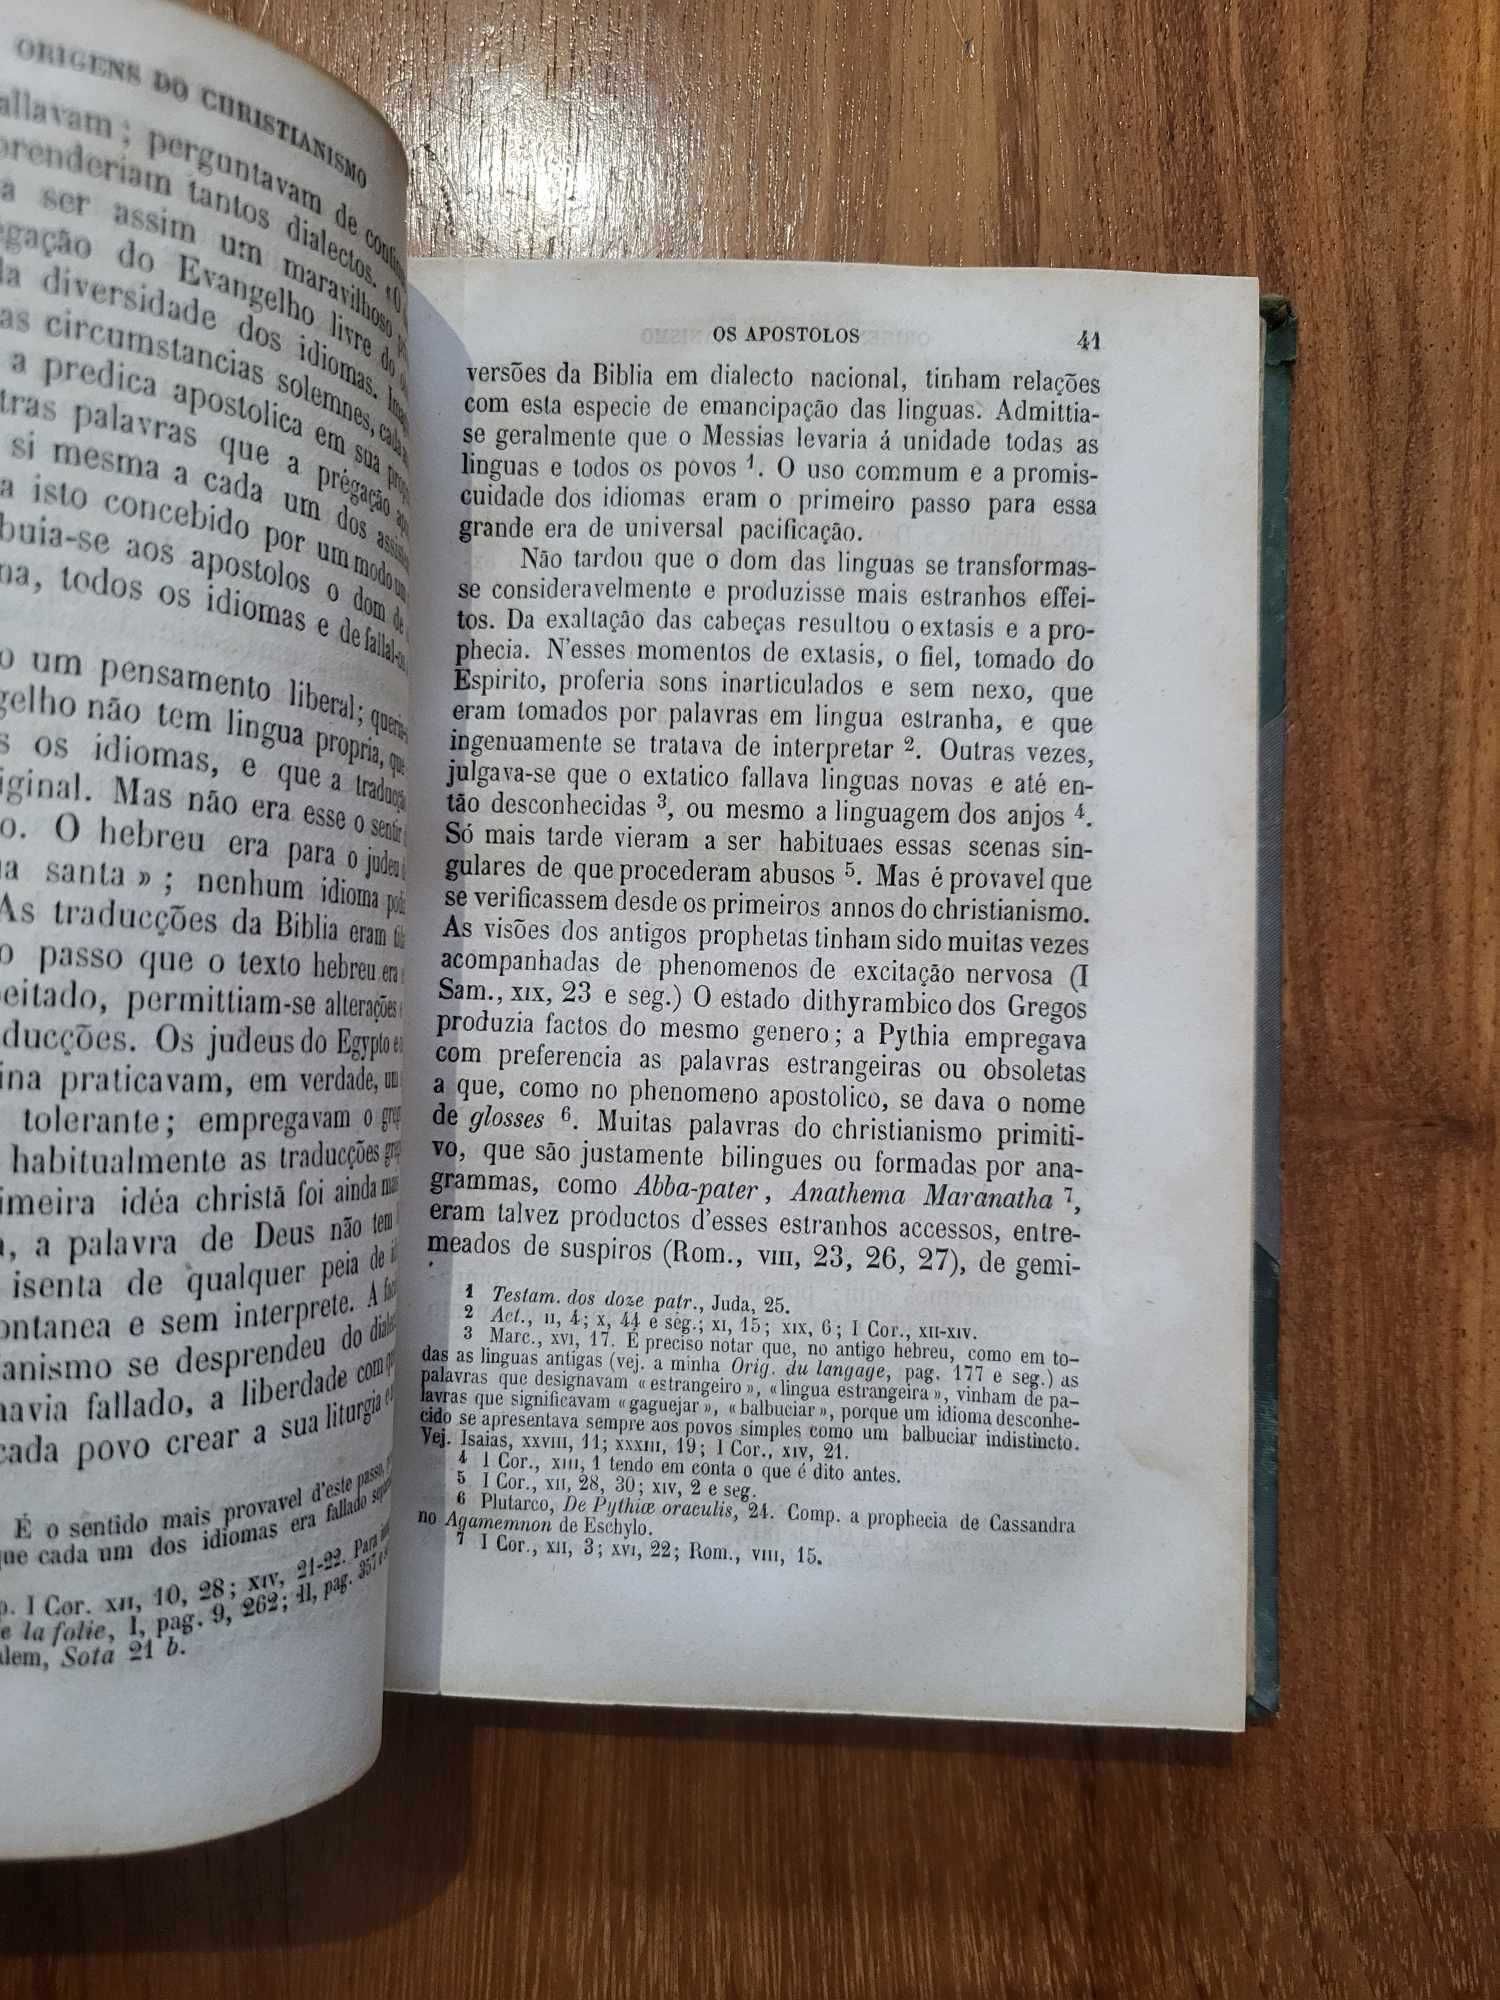 ORIGENS DO CHRISTIANISMO
perguntavam de
tantos dialectos. «O
ser assim um maravilhoso
do Evangelho livre do
diversidade dos idiomas.
circumstancias solemnes, cada
a predica apostolica em sua
palavras que a prégação
si mesma a cada um dos
isto concebido por um modo
buia-se aos apostolos o dom de
todos os idiomas e de fallal-os
um pensamento liberal;
não tem lingua propria, que
os idiomas, e que a traducção
Mas não era esse o sentir
O hebreu era para o judeu
santa»; nenhum idioma
As traducções da Biblia eram
passo que o texto hebreu era
permittiam-se alterações
Os judeus do Egypto e
praticavam, em verdade, um
tolerante; empregavam o
habitualmente as traducções
idéa christã foi ainda mais
a palavra de Deus não tem
isenta de qualquer peia de
e sem interprete. A
se desprendeu do
fallado, a liberdade com que
cada povo crear a sua liturgia e
É o sentido mais provavel d'este passo,
que cada um dos idiomas era fallado
I Cor. XII, 10, 28; XIV, 21-22. Para
la folie, I, pag. 9, 262; II, pag. 357
Sota 21 b.
OS APOSTOLOS 41
versões da Biblia em dialecto nacional, tinham relações
com esta especie de emancipação das linguas. Admittia-
se geralmente que o Messias levaria á unidade todas as
linguas e todos os povos 1. O uso commum e a promis-
cuidade dos idiomas eram o primeiro passo para essa
grande era de universal pacificação.
Não tardou que o dom das linguas se transformas-
se consideravelmente e produzisse mais estranhos effei-
tos. Da exaltação das cabeças resultou o extasis e a pro-
phecia. N'esses momentos de extasis, o fiel, tomado do
Espirito, proferia sons inarticulados e sem nexo, que
eram tomados por palavras em lingua estranha, e que
ingenuamente se tratava de interpretar 2. Outras vezes,
julgava-se que o extatico fallava linguas novas e até en-
tão desconhecidas 3, ou mesmo a linguagem dos anjos 4.
Só mais tarde vieram a ser habituaes essas scenas sin-
gulares de que procederam abusos 5. Mas é provavel que
se verificassem desde os primeiros annos do christianismo.
As visões dos antigos prophetas tinham sido muitas vezes
acompanhadas de phenomenos de excitação nervosa (I
Sam., XIX, 23 e seg.) O estado dithyrambico dos Gregos
produzia factos do mesmo genero; a Pythia empregava
com preferencia as palavras estrangeiras ou obsoletas
a que, como no phenomeno apostolico, se dava o nome
de glosses 6. Muitas palavras do christianismo primiti-
vo, que são justamente bilingues ou formadas por ana-
grammas, como Abba-pater, Anathema Maranatha 7,
eram talvez productos d'esses estranhos accessos, entre-
meados de suspiros (Rom., VIII, 23, 26, 27), de gemi-
1 Testam. dos doze patr., Juda, 25.
2 Act., II, 4; X, 44 e seg.; XI, 15; XIX, 6; I Cor., XII-XIV.
3 Marc., XVI, 17. É preciso notar que, no antigo hebreu, como em to-
das as linguas antigas (vej. a minha Orig. du langage, pag. 177 e seg.) as
palavras que designavam «estrangeiro», «lingua estrangeira», vinham de pa-
lavras que significavam «gaguejar», «balbuciar», porque um idioma desconhe-
cido se apresentava sempre aos povos simples como um balbuciar indistincto.
Vej. Isaias, XXVIII, 11; XXXIII, 19; I Cor., XIV, 21.
4 I Cor., XIII, 1 tendo em conta o que é dito antes.
5 I Cor., XII, 28, 30; XIV, 2 e seg.
6 Plutarco, De Pythiæ oraculis, 24. Comp. a prophecia de Cassandra
no Agamemnon de Eschylo.
7 I Cor., XII, 3; XVI, 22; Rom., VIII, 15.